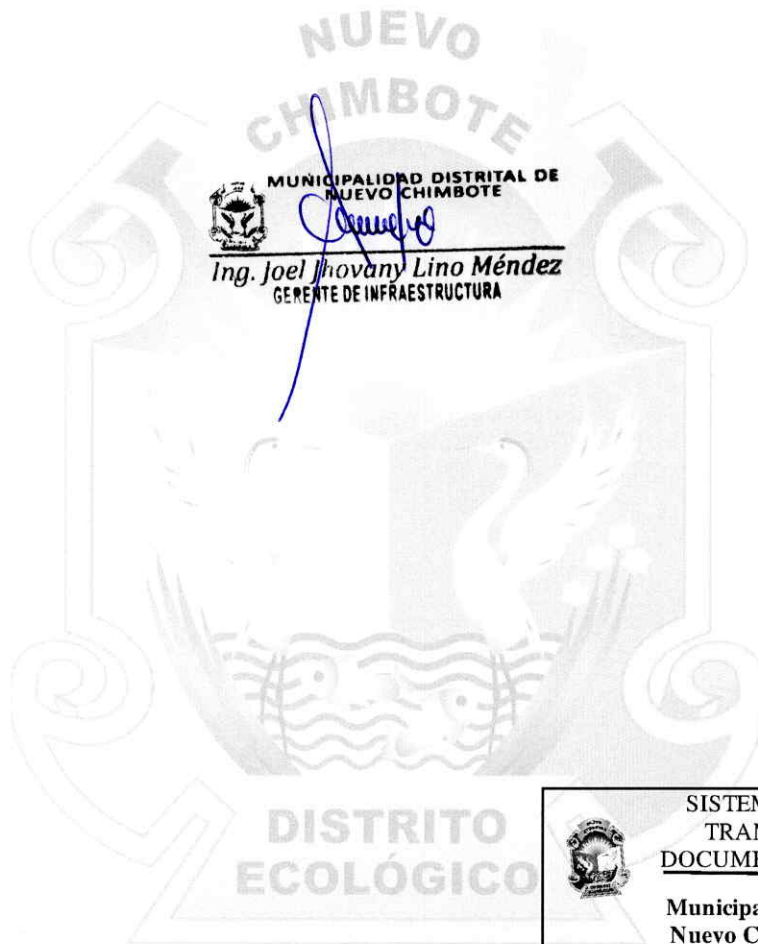 NUEVO
CHIMBOTE
MUNICIPALIDAD DISTRITAL DE
NUEVO CHIMBOTE
Ing. Joel Jhovany Lino Méndez
GERENTE DE INFRAESTRUCTURA
DISTRITO
ECOLÓGICO
SISTEM
TRAM
DOCUME
Municipa
Nuevo C